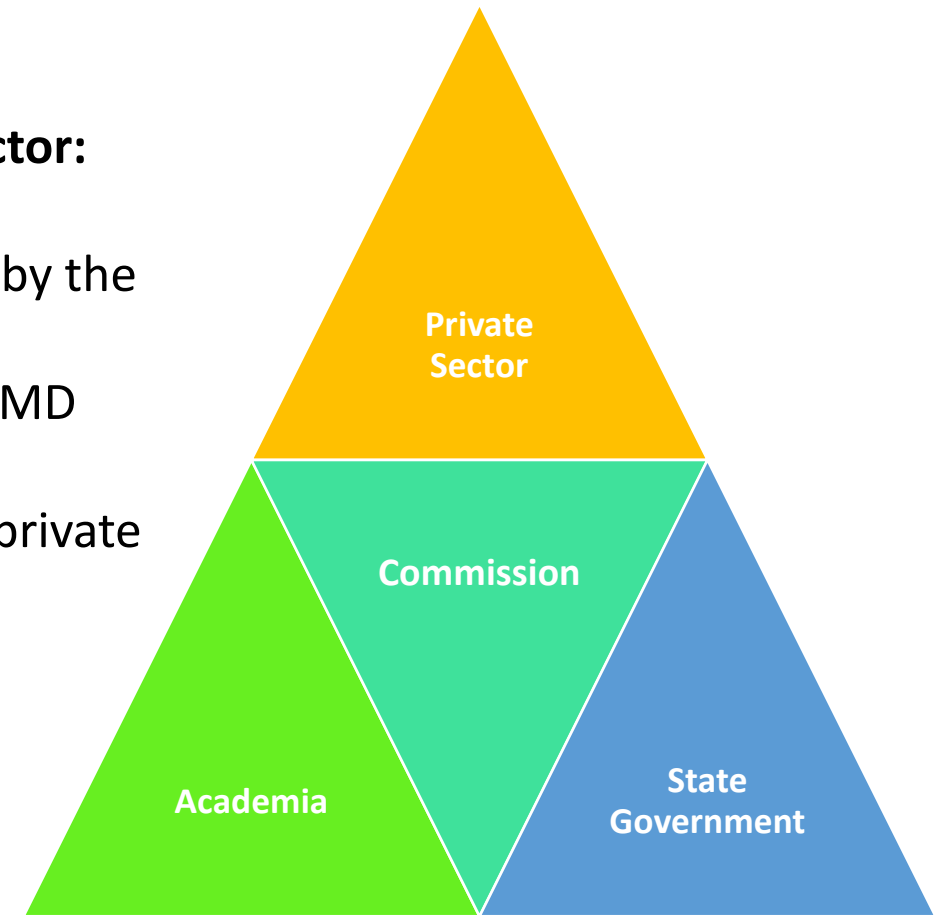 ctor:
by the
MD
private
Private
Sector
Commission
Academia
State
Government